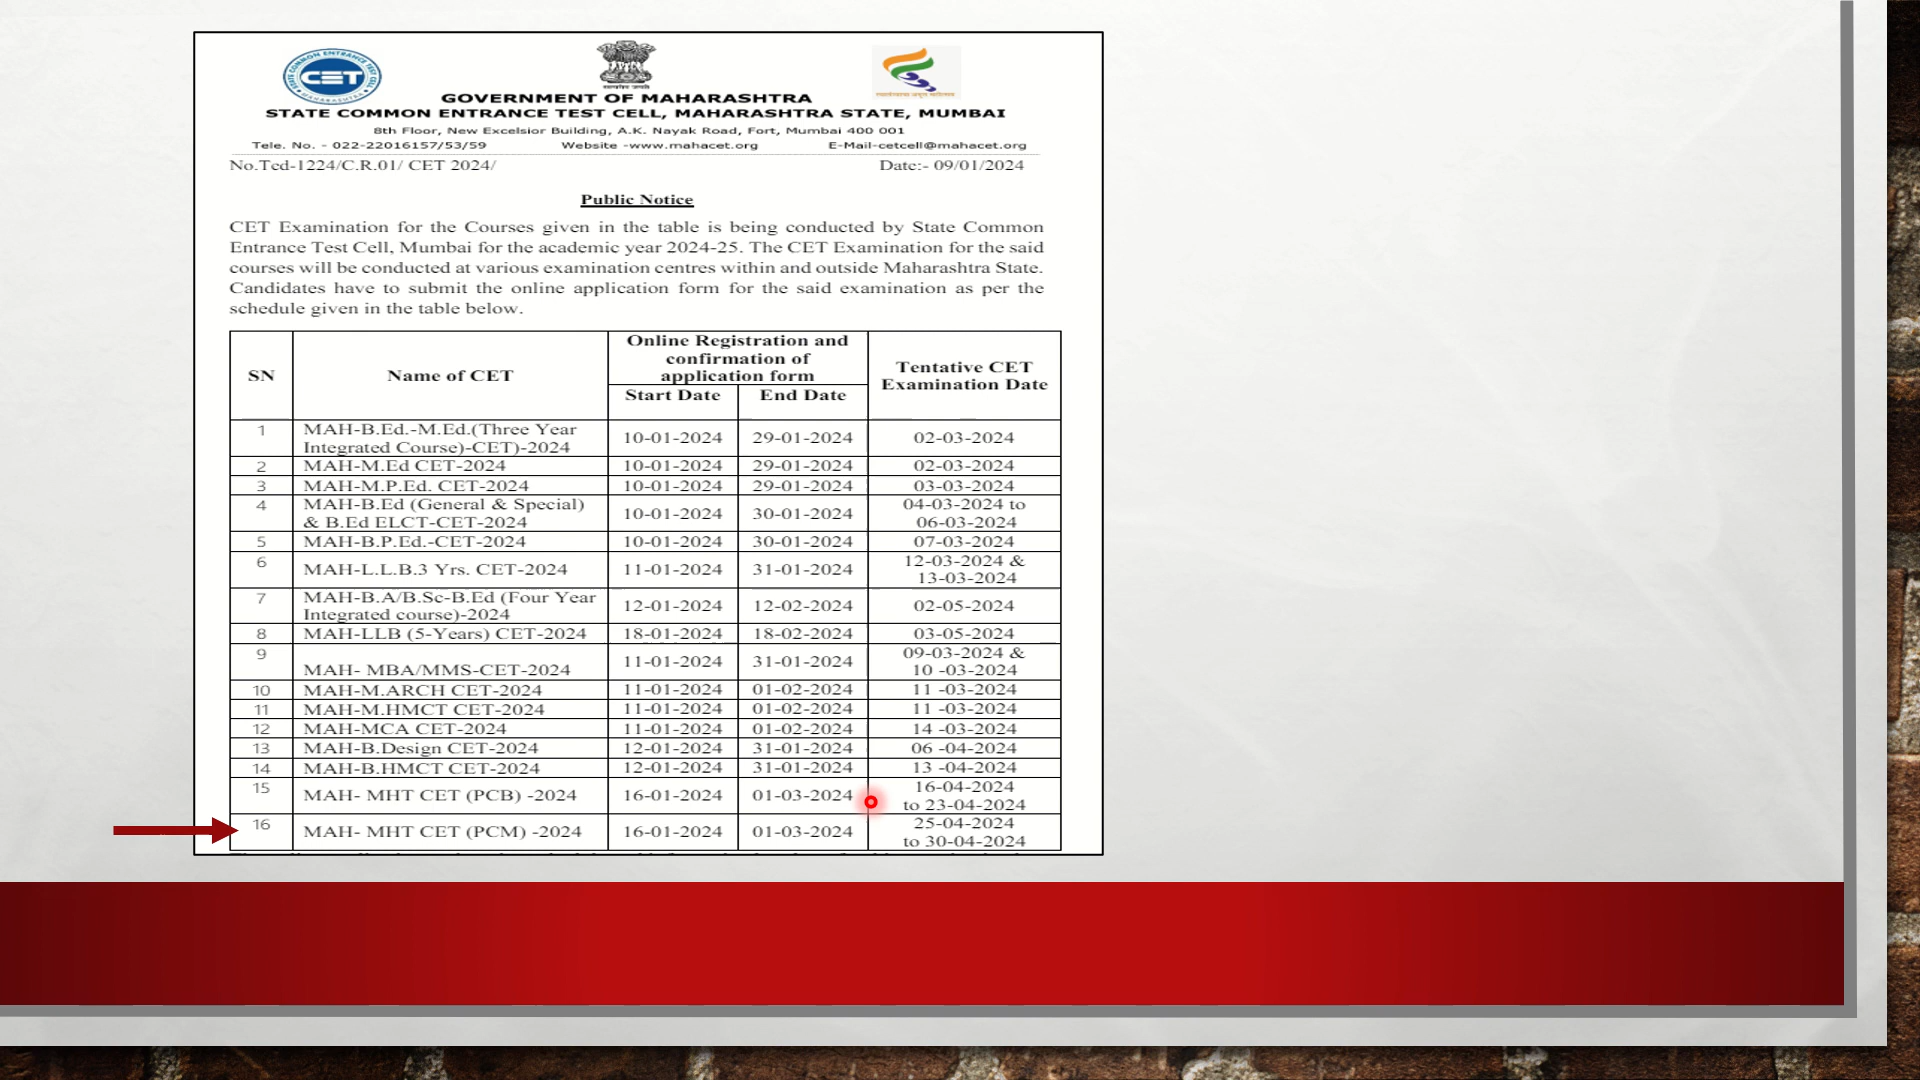 CET
GOVERNMENT OF MAHARASHTRA
STATE COMMON ENTRANCE TEST CELL, MAHARASHTRA STATE, MUMBAI
8th Floor, New Excelsior Building, A.K. Nayak Road, Fort, Mumbai 400 001
Tele. No. - 022-22016157/53/59 Website -www.mahacet.org E-Mail-cetcell@mahacet.org
No.Ted-1224/C.R.01/ CET 2024/ Date:- 09/01/2024
Public Notice
CET Examination for the Courses given in the table is being conducted by State Common
Entrance Test Cell, Mumbai for the academic year 2024-25. The CET Examination for the said
courses will be conducted at various examination centres within and outside Maharashtra State.
Candidates have to submit the online application form for the said examination as per the
schedule given in the table below.
SN Name of CET Online Registration and confirmation of application form Tentative CET Examination Date
Start Date End Date
1 MAH-B.Ed.-M.Ed.(Three Year Integrated Course)-CET)-2024 10-01-2024 29-01-2024 02-03-2024
2 MAH-M.Ed CET-2024 10-01-2024 29-01-2024 02-03-2024
3 MAH-M.P.Ed. CET-2024 10-01-2024 29-01-2024 03-03-2024
4 MAH-B.Ed (General & Special) & B.Ed ELCT-CET-2024 10-01-2024 30-01-2024 04-03-2024 to 06-03-2024
5 MAH-B.P.Ed.-CET-2024 10-01-2024 30-01-2024 07-03-2024
6 MAH-L.L.B.3 Yrs. CET-2024 11-01-2024 31-01-2024 12-03-2024 & 13-03-2024
7 MAH-B.A/B.Sc-B.Ed (Four Year Integrated course)-2024 12-01-2024 12-02-2024 02-05-2024
8 MAH-LLB (5-Years) CET-2024 18-01-2024 18-02-2024 03-05-2024
9 MAH- MBA/MMS-CET-2024 11-01-2024 31-01-2024 09-03-2024 & 10 -03-2024
10 MAH-M.ARCH CET-2024 11-01-2024 01-02-2024 11 -03-2024
11 MAH-M.HMCT CET-2024 11-01-2024 01-02-2024 11 -03-2024
12 MAH-MCA CET-2024 11-01-2024 01-02-2024 14 -03-2024
13 MAH-B.Design CET-2024 12-01-2024 31-01-2024 06 -04-2024
14 MAH-B.HMCT CET-2024 12-01-2024 31-01-2024 13 -04-2024
15 MAH- MHT CET (PCB) -2024 16-01-2024 01-03-2024 16-04-2024 to 23-04-2024
16 MAH- MHT CET (PCM) -2024 16-01-2024 01-03-2024 25-04-2024 to 30-04-2024